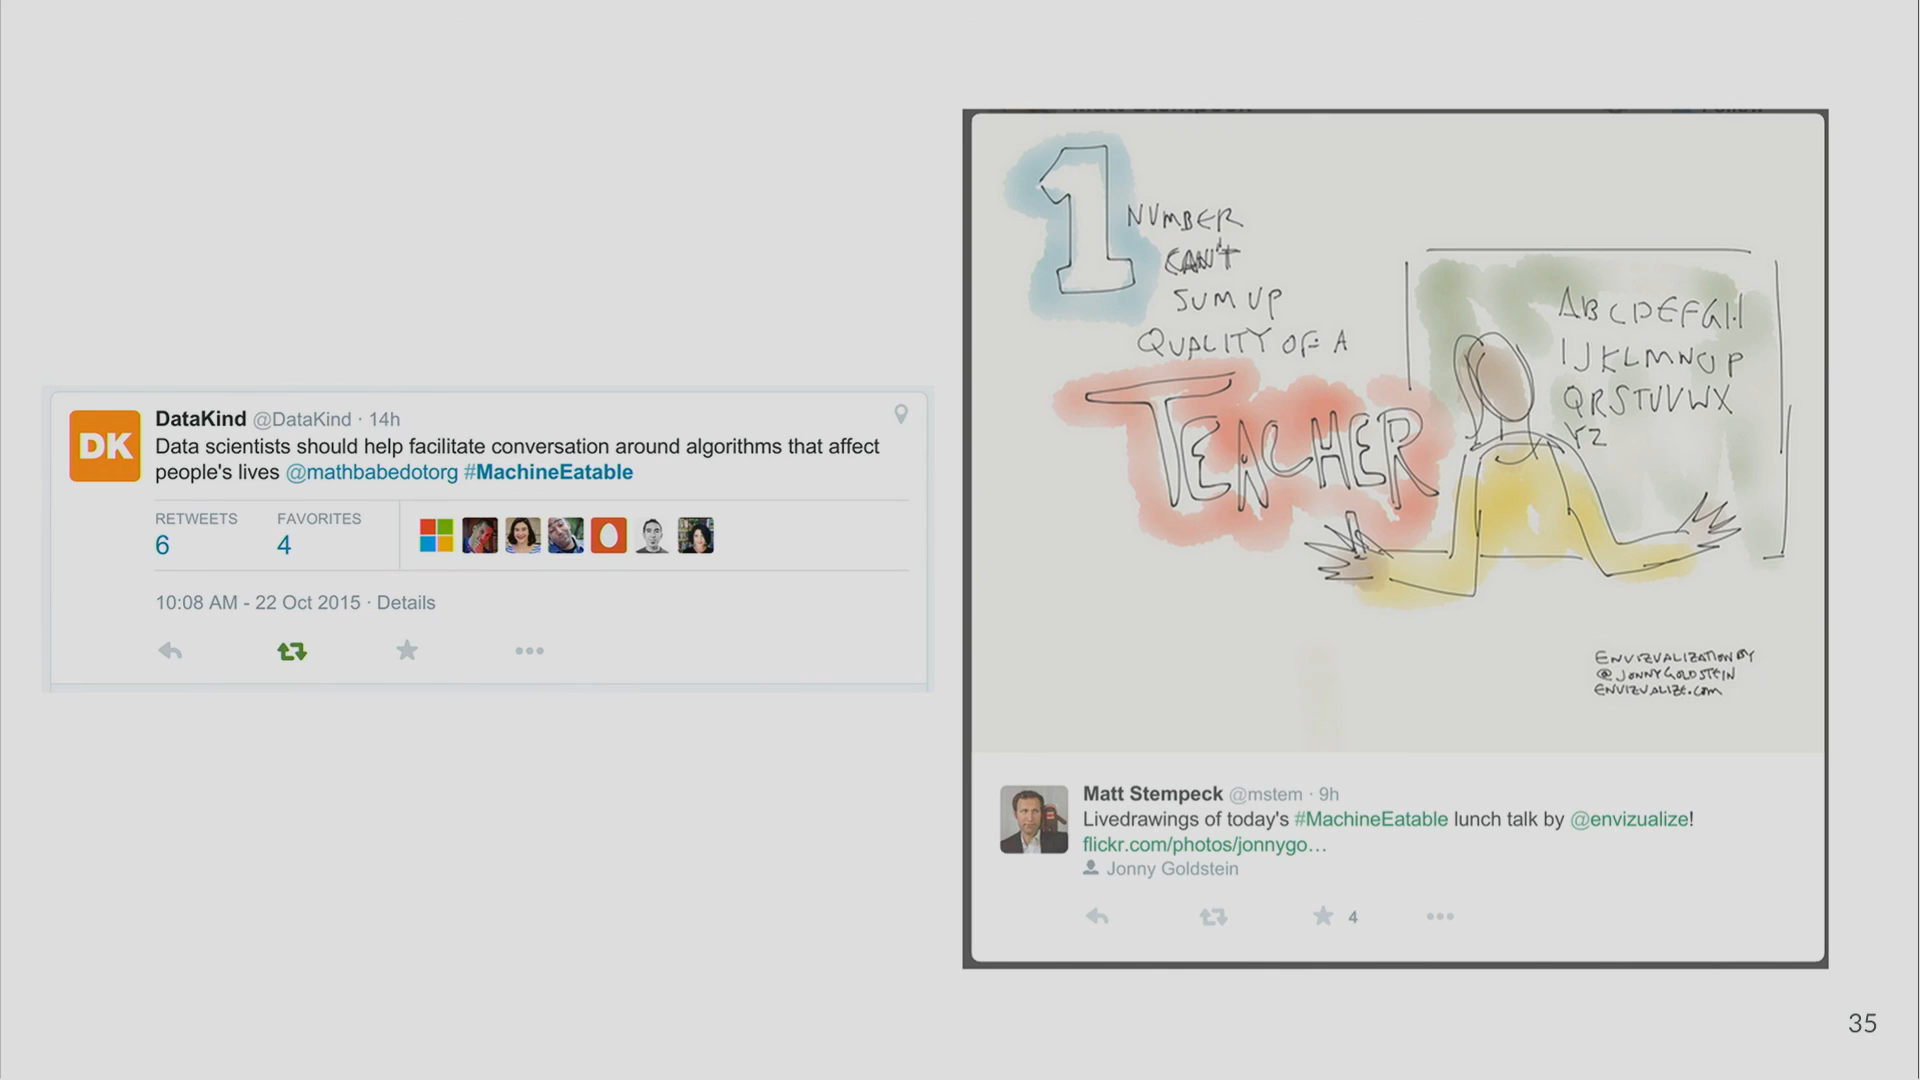 DK
DataKind @DataKind · 14h
Data scientists should help facilitate conversation around algorithms that affect
people's lives @mathbabedotorg #MachineEatable
RETWEETS FAVORITES
6 4
10:08 AM - 22 Oct 2015 · Details
1 NUMBER
CAN'T
SUM UP
QUALITY OF A
TEACHER
ABCDEFGH
IJKLMNOP
QRSTUVWX
YZ
ENVIZUALIZATION BY
@JONNYGOLDSTEIN
ENVIZUALIZE.COM
Matt Stempeck @mstem · 9h
Livedrawings of today's #MachineEatable lunch talk by @envizualize!
flickr.com/photos/jonnygo…
Jonny Goldstein
4
35